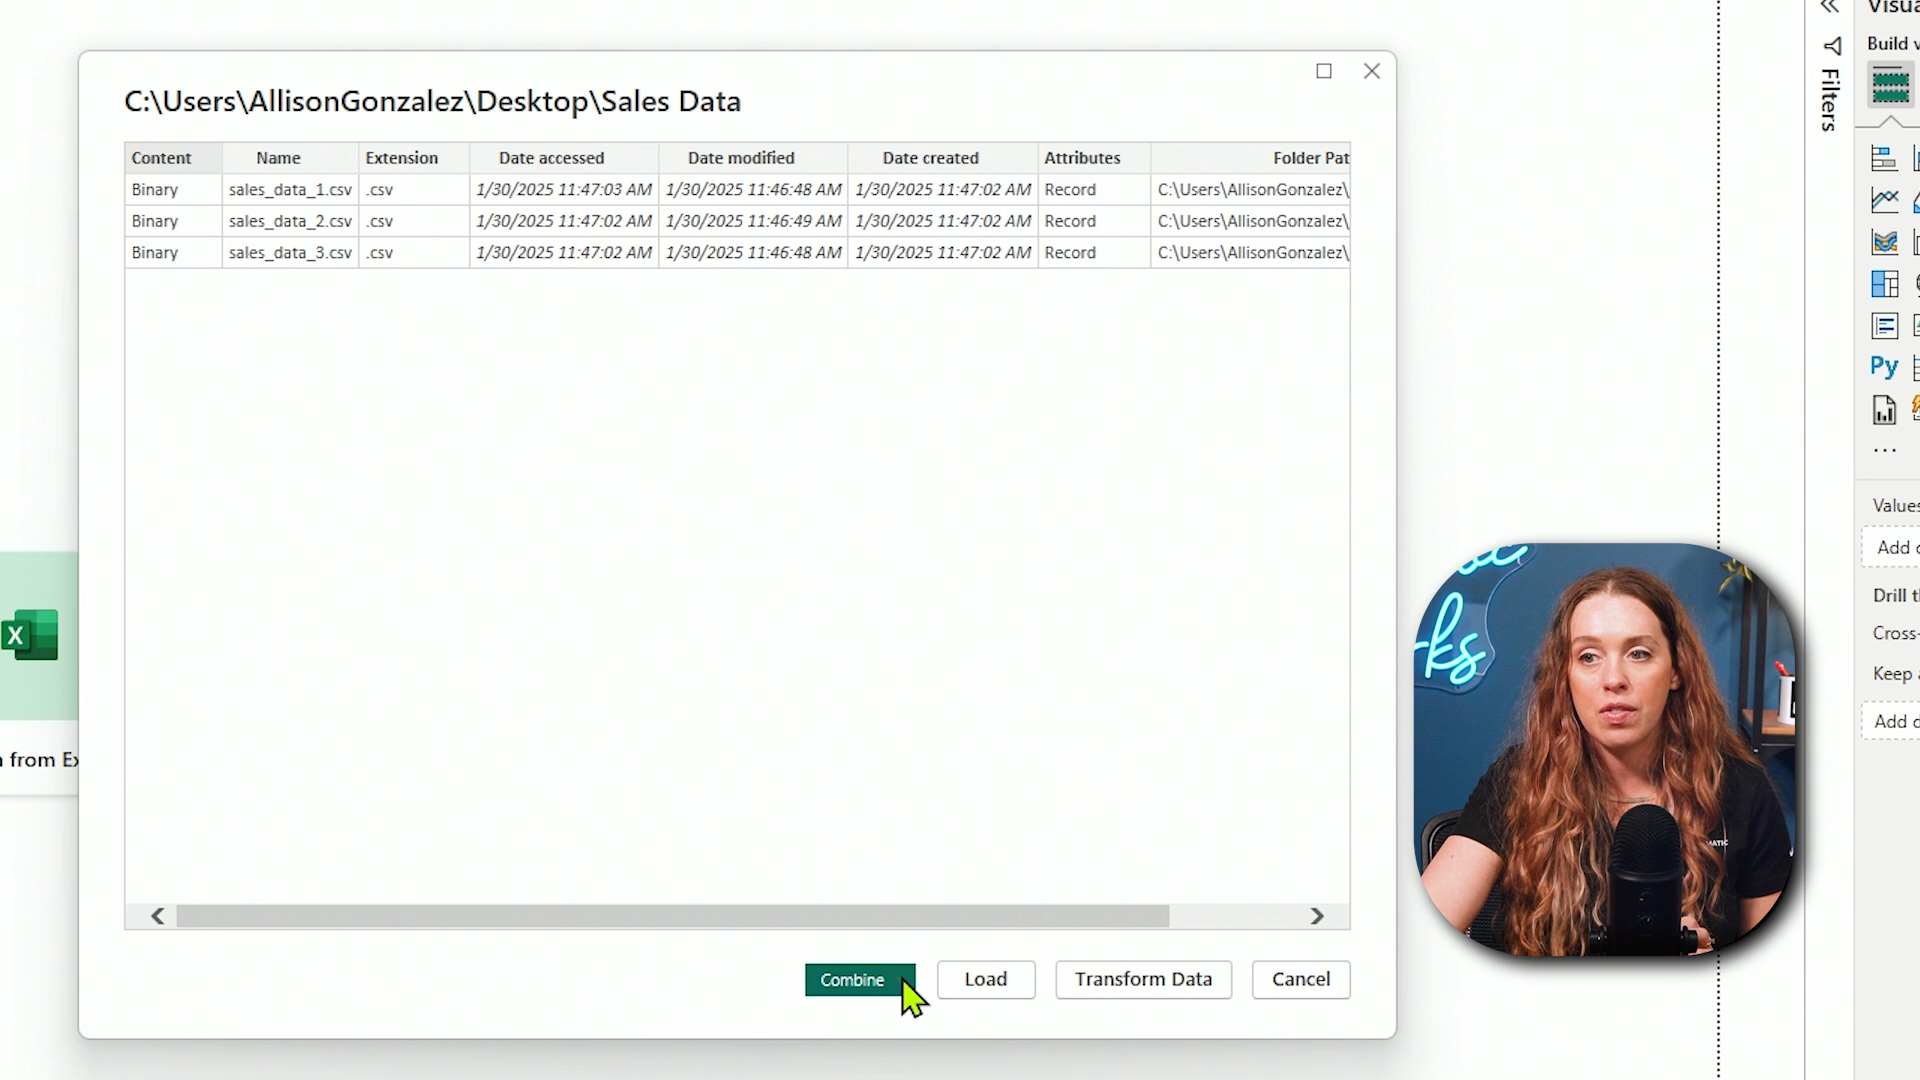 C:\Users\AllisonGonzalez\Desktop\Sales Data
Content Name Extension Date accessed Date modified Date created Attributes Folder Pat
Binary sales_data_1.csv .csv 1/30/2025 11:47:03 AM 1/30/2025 11:46:48 AM 1/30/2025 11:47:02 AM Record C:\Users\AllisonGonzalez\
Binary sales_data_2.csv .csv 1/30/2025 11:47:02 AM 1/30/2025 11:46:49 AM 1/30/2025 11:47:02 AM Record C:\Users\AllisonGonzalez\
Binary sales_data_3.csv .csv 1/30/2025 11:47:02 AM 1/30/2025 11:46:48 AM 1/30/2025 11:47:02 AM Record C:\Users\AllisonGonzalez\
Combine Load Transform Data Cancel
X
from Ex
Filters
Visua
Build v
Py
Values
Add d
Drill t
Cross-
Keep a
Add d
ks
MATIC